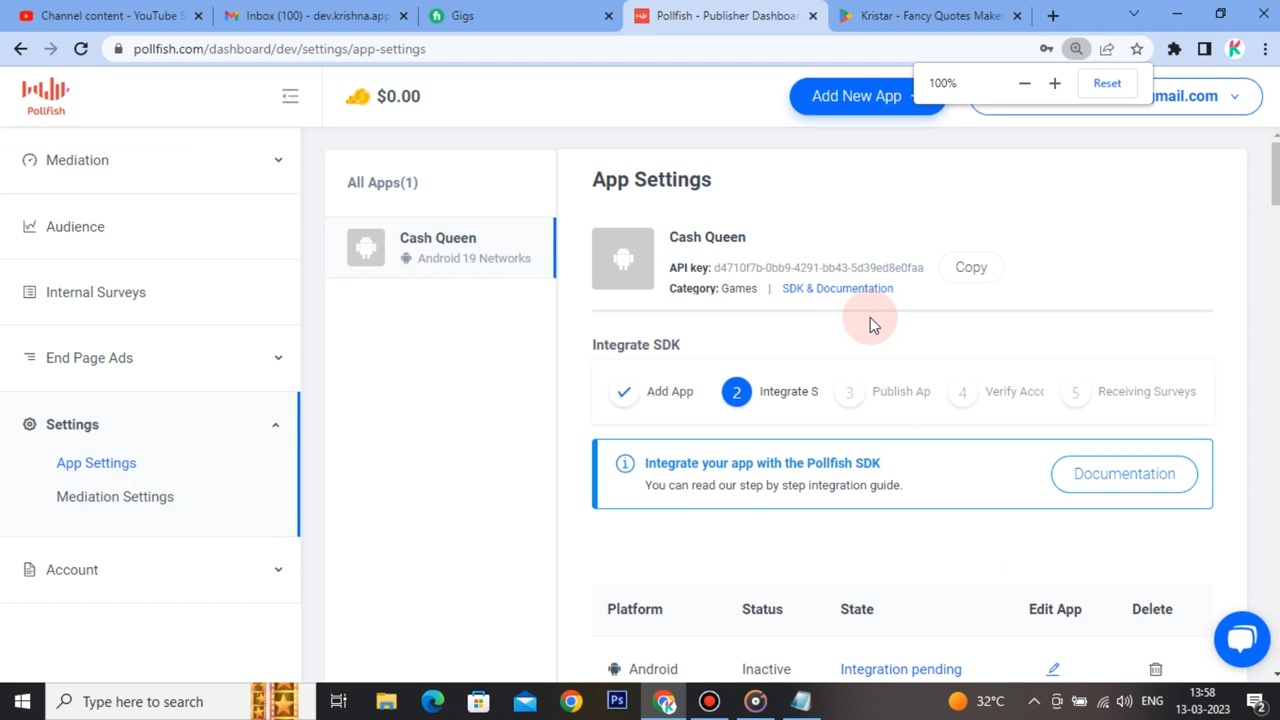 Channel content - YouTube S
Inbox (100) - dev.krishna.app
Gigs
Pollfish - Publisher Dashboa
Kristar - Fancy Quotes Make
pollfish.com/dashboard/dev/settings/app-settings
100%
Reset
Pollfish
$0.00
Add New App
gmail.com
Mediation
Audience
Internal Surveys
End Page Ads
Settings
App Settings
Mediation Settings
Account
All Apps(1)
Cash Queen
Android 19 Networks
App Settings
Cash Queen
API key: d4710f7b-0bb9-4291-bb43-5d39ed8e0faa
Copy
Category: Games | SDK & Documentation
Integrate SDK
Add App
2 Integrate S
3 Publish Ap
4 Verify Acc
5 Receiving Surveys
Integrate your app with the Pollfish SDK
You can read our step by step integration guide.
Documentation
Platform Status State Edit App Delete
Android Inactive Integration pending
Type here to search
Ps
32°C
ENG
13:58
13-03-2023
2